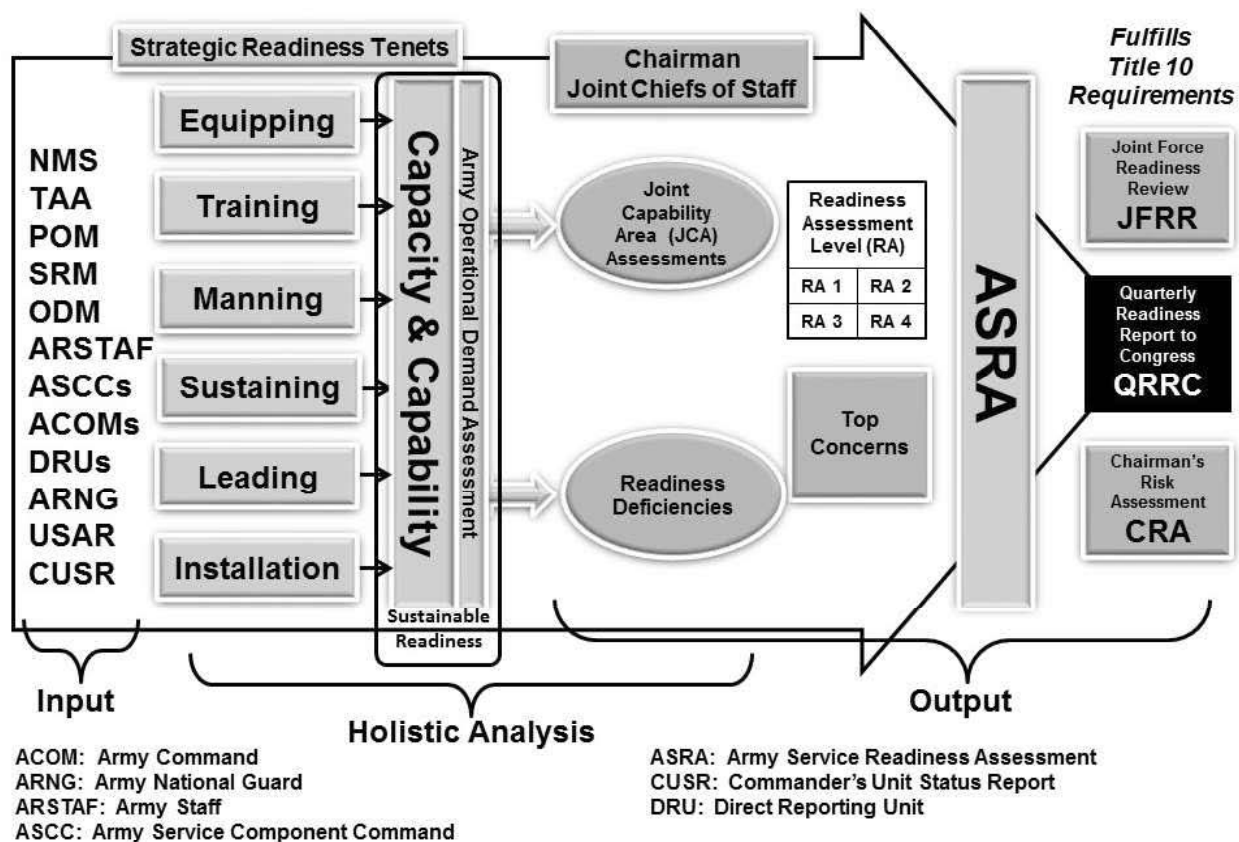 Strategic Readiness Tenets
Chairman
Joint Chiefs of Staff
Fulfills
Title 10
Requirements
NMS
TAA
POM
SRM
ODM
ARSTAF
ASCCs
ACOMs
DRUs
ARNG
USAR
CUSR
Equipping
Training
Manning
Sustaining
Leading
Installation
Capacity & Capability
Army Operational Demand Assessment
Sustainable
Readiness
Joint
Capability
Area (JCA)
Assessments
Readiness
Deficiencies
Readiness
Assessment
Level (RA)
RA 1 RA 2
RA 3 RA 4
Top
Concerns
ASRA
Joint Force
Readiness
Review
JFRR
Quarterly
Readiness
Report to
Congress
QRRC
Chairman's
Risk
Assessment
CRA
Input
Holistic Analysis
Output
ACOM: Army Command
ARNG: Army National Guard
ARSTAF: Army Staff
ASCC: Army Service Component Command
ASRA: Army Service Readiness Assessment
CUSR: Commander's Unit Status Report
DRU: Direct Reporting Unit